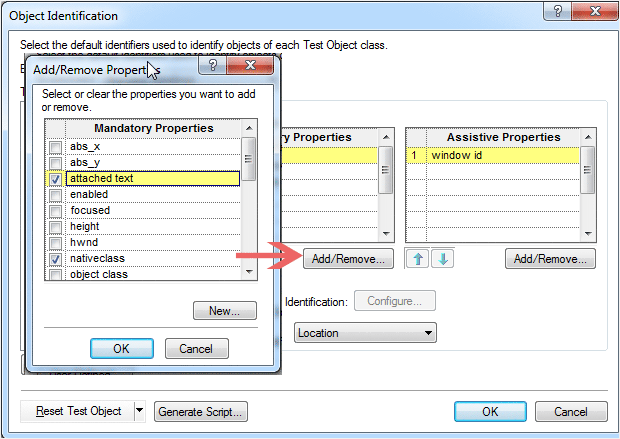 Object Identification
Select the default identifiers used to identify objects of each Test Object class.
Add/Remove Properties
Select or clear the properties you want to add
or remove.
Mandatory Properties
abs_x
abs_y
attached text
enabled
focused
height
hwnd
nativeclass
object class
New...
OK Cancel
ry Properties
Add/Remove...
Assistive Properties
1 window id
Add/Remove...
Identification: Configure...
Location
Reset Test Object Generate Script...
OK Cancel